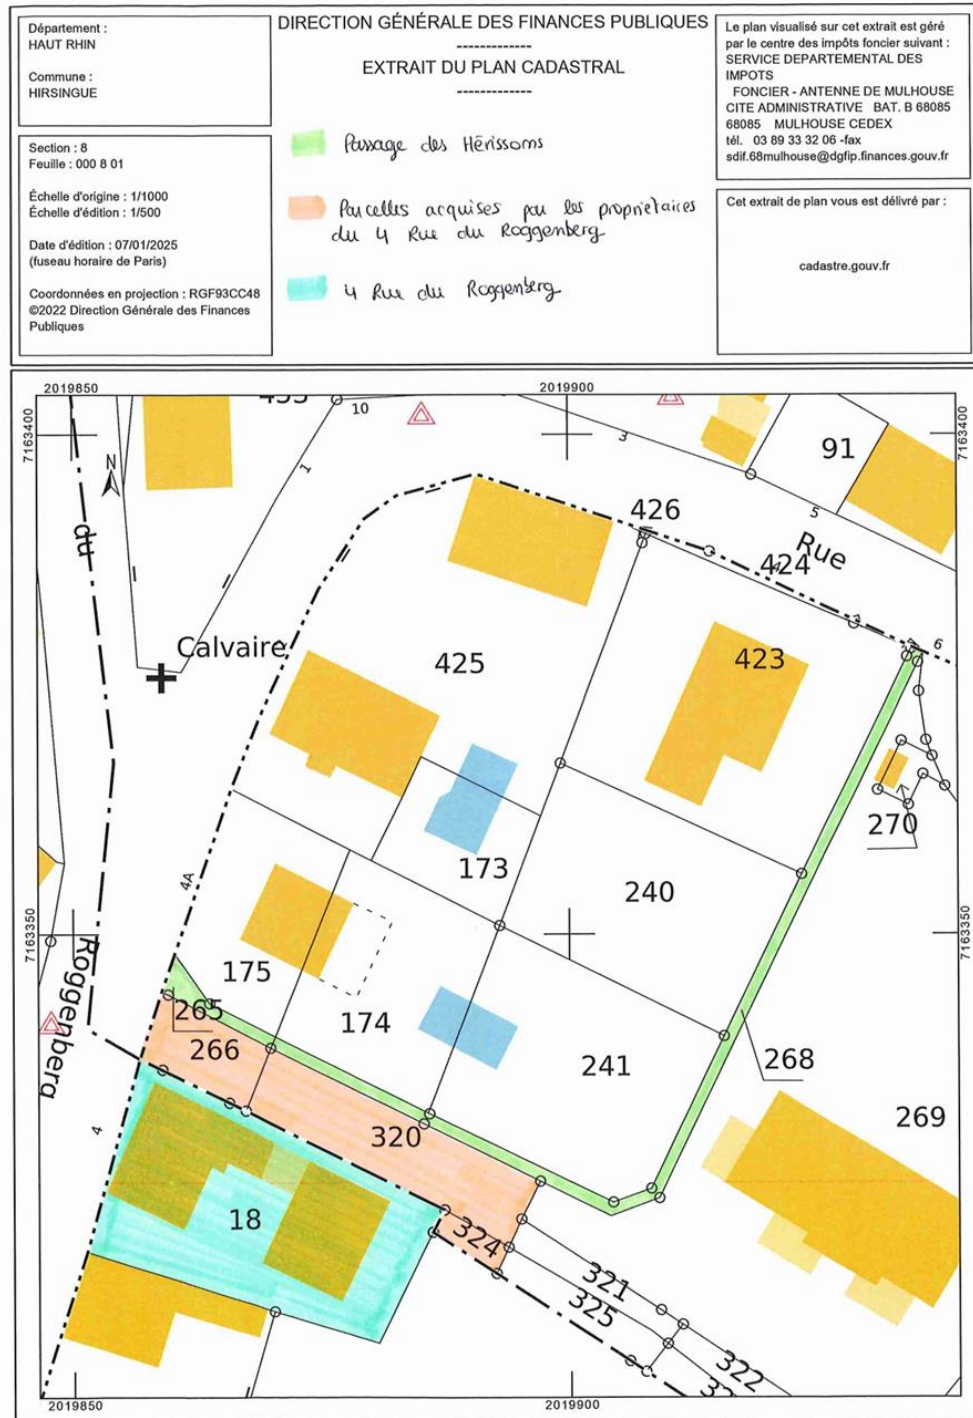 Département :
HAUT RHIN
Commune :
HIRSINGUE
Section : 8
Feuille : 000 8 01
Échelle d'origine : 1/1000
Échelle d'édition : 1/500
Date d'édition : 07/01/2025
(fuseau horaire de Paris)
Coordonnées en projection : RGF93CC48
©2022 Direction Générale des Finances
Publiques
DIRECTION GÉNÉRALE DES FINANCES PUBLIQUES
-------------
EXTRAIT DU PLAN CADASTRAL
-------------
Passage des Hérissons
Parcelles acquises par les propriétaires
du 4 Rue du Roggenberg
4 Rue du Roggenberg
Le plan visualisé sur cet extrait est géré
par le centre des impôts foncier suivant :
SERVICE DEPARTEMENTAL DES
IMPOTS
FONCIER - ANTENNE DE MULHOUSE
CITE ADMINISTRATIVE BAT. B 68085
68085 MULHOUSE CEDEX
tél. 03 89 33 32 06 -fax
sdif.68mulhouse@dgfip.finances.gouv.fr
Cet extrait de plan vous est délivré par :
cadastre.gouv.fr
2019850
2019900
7163400
7163400
10
3
1
91
5
N
du
426
Rue
424
6
Calvaire
425
423
270
173
240
4A
7163350
7163350
Roggenberg
175
265
174
266
241
268
269
4
320
18
324
321
325
322
2019850
2019900